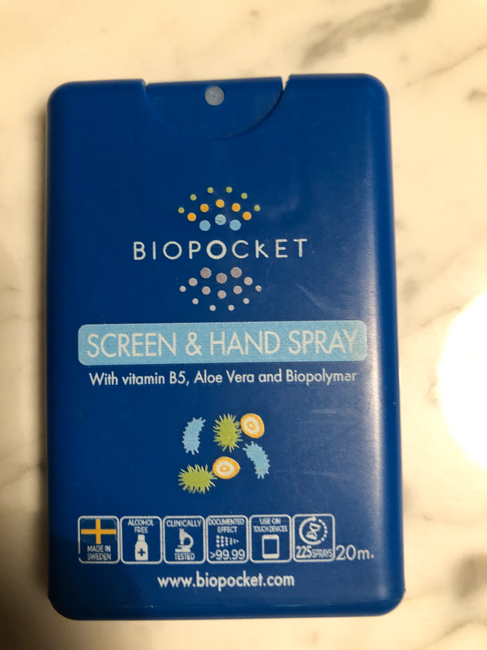 BIOPOCKET
SCREEN & HAND SPRAY
With vitamin B5, Aloe Vera and Biopolymer
MADE IN
SWEDEN
ALCOHOL
FREE
CLINICALLY
TESTED
DOCUMENTED
EFFECT
>99.99
USE ON
TOUCH DEVICES
225 SPRAYS
20m
www.biopocket.com